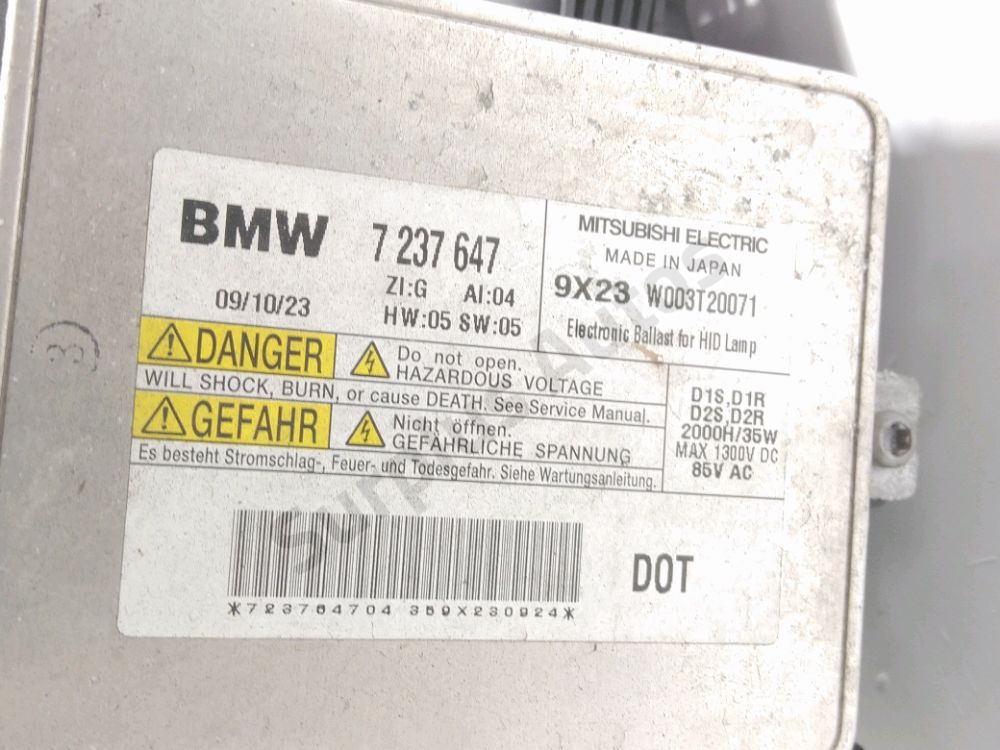 BMW 7 237 647
09/10/23 ZI:G AI:04
HW:05 SW:05
MITSUBISHI ELECTRIC
MADE IN JAPAN
9X23 W003T20071
Electronic Ballast for HID Lamp
DANGER Do not open.
HAZARDOUS VOLTAGE
WILL SHOCK, BURN, or cause DEATH. See Service Manual.
GEFAHR Nicht öffnen.
GEFÄHRLICHE SPANNUNG
Es besteht Stromschlag-, Feuer- und Todesgefahr. Siehe Wartungsanleitung.
D1S,D1R
D2S,D2R
2000H/35W
MAX 1300V DC
85V AC
*723764704 359X230924*
DOT
Surplus Autos
3